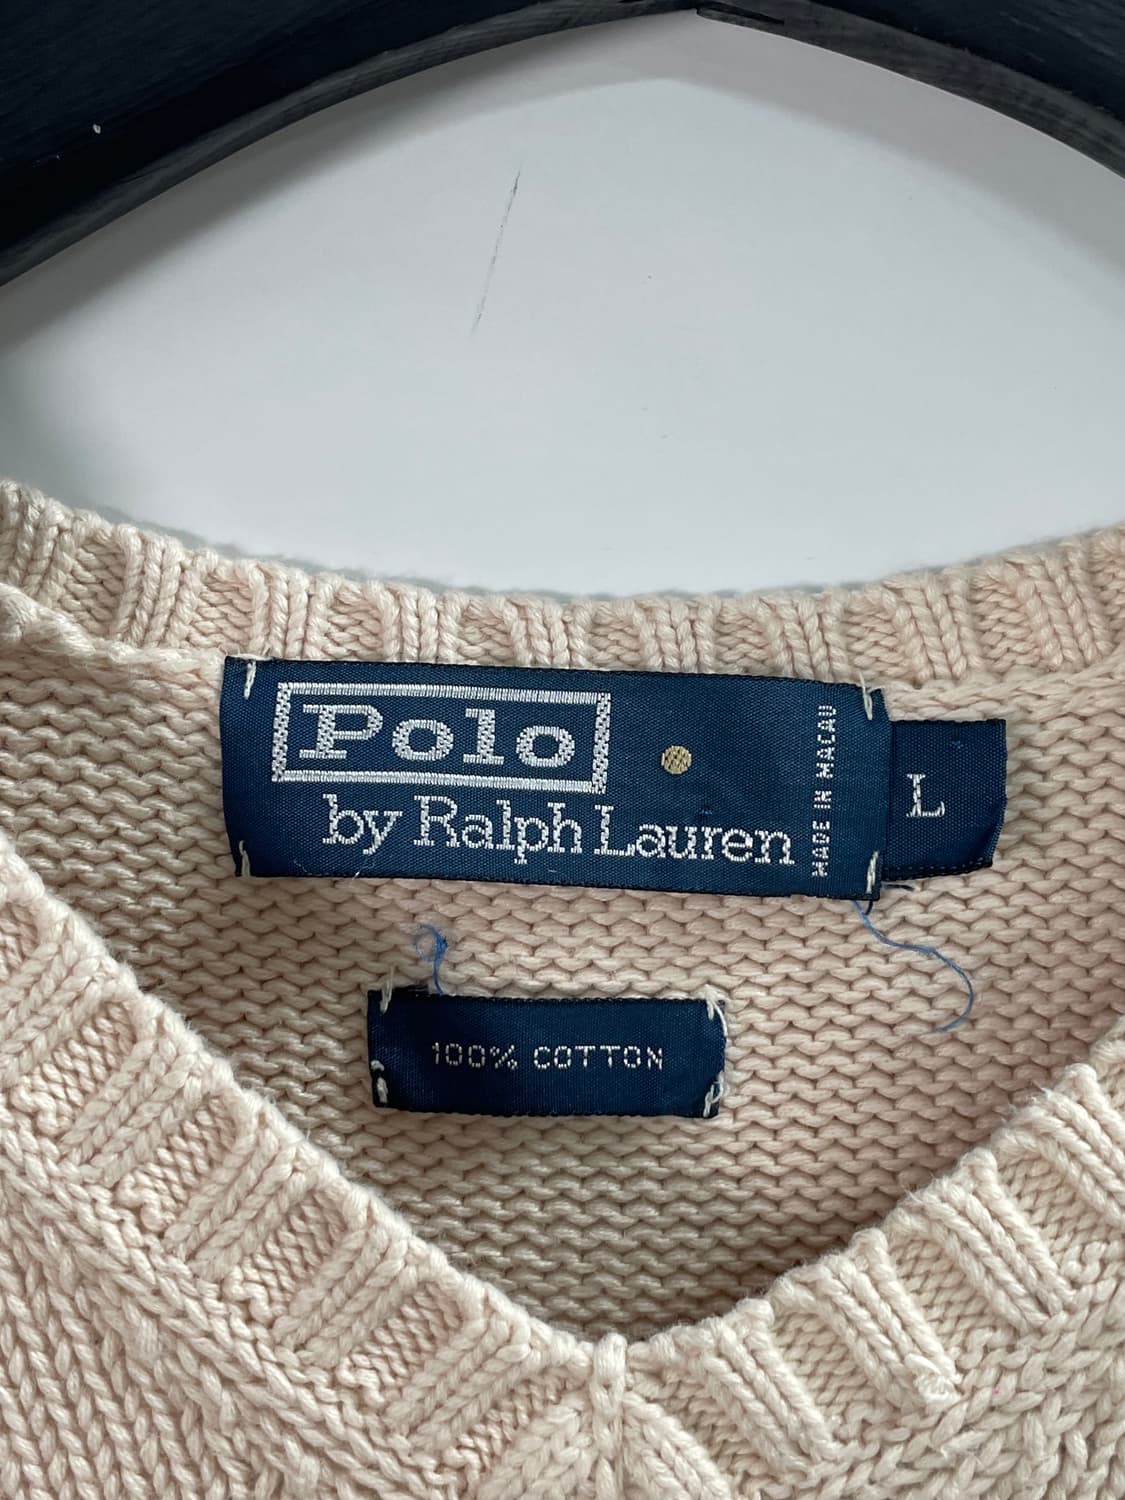 Polo
by Ralph Lauren
MADE IN MACAU
L
100% COTTON